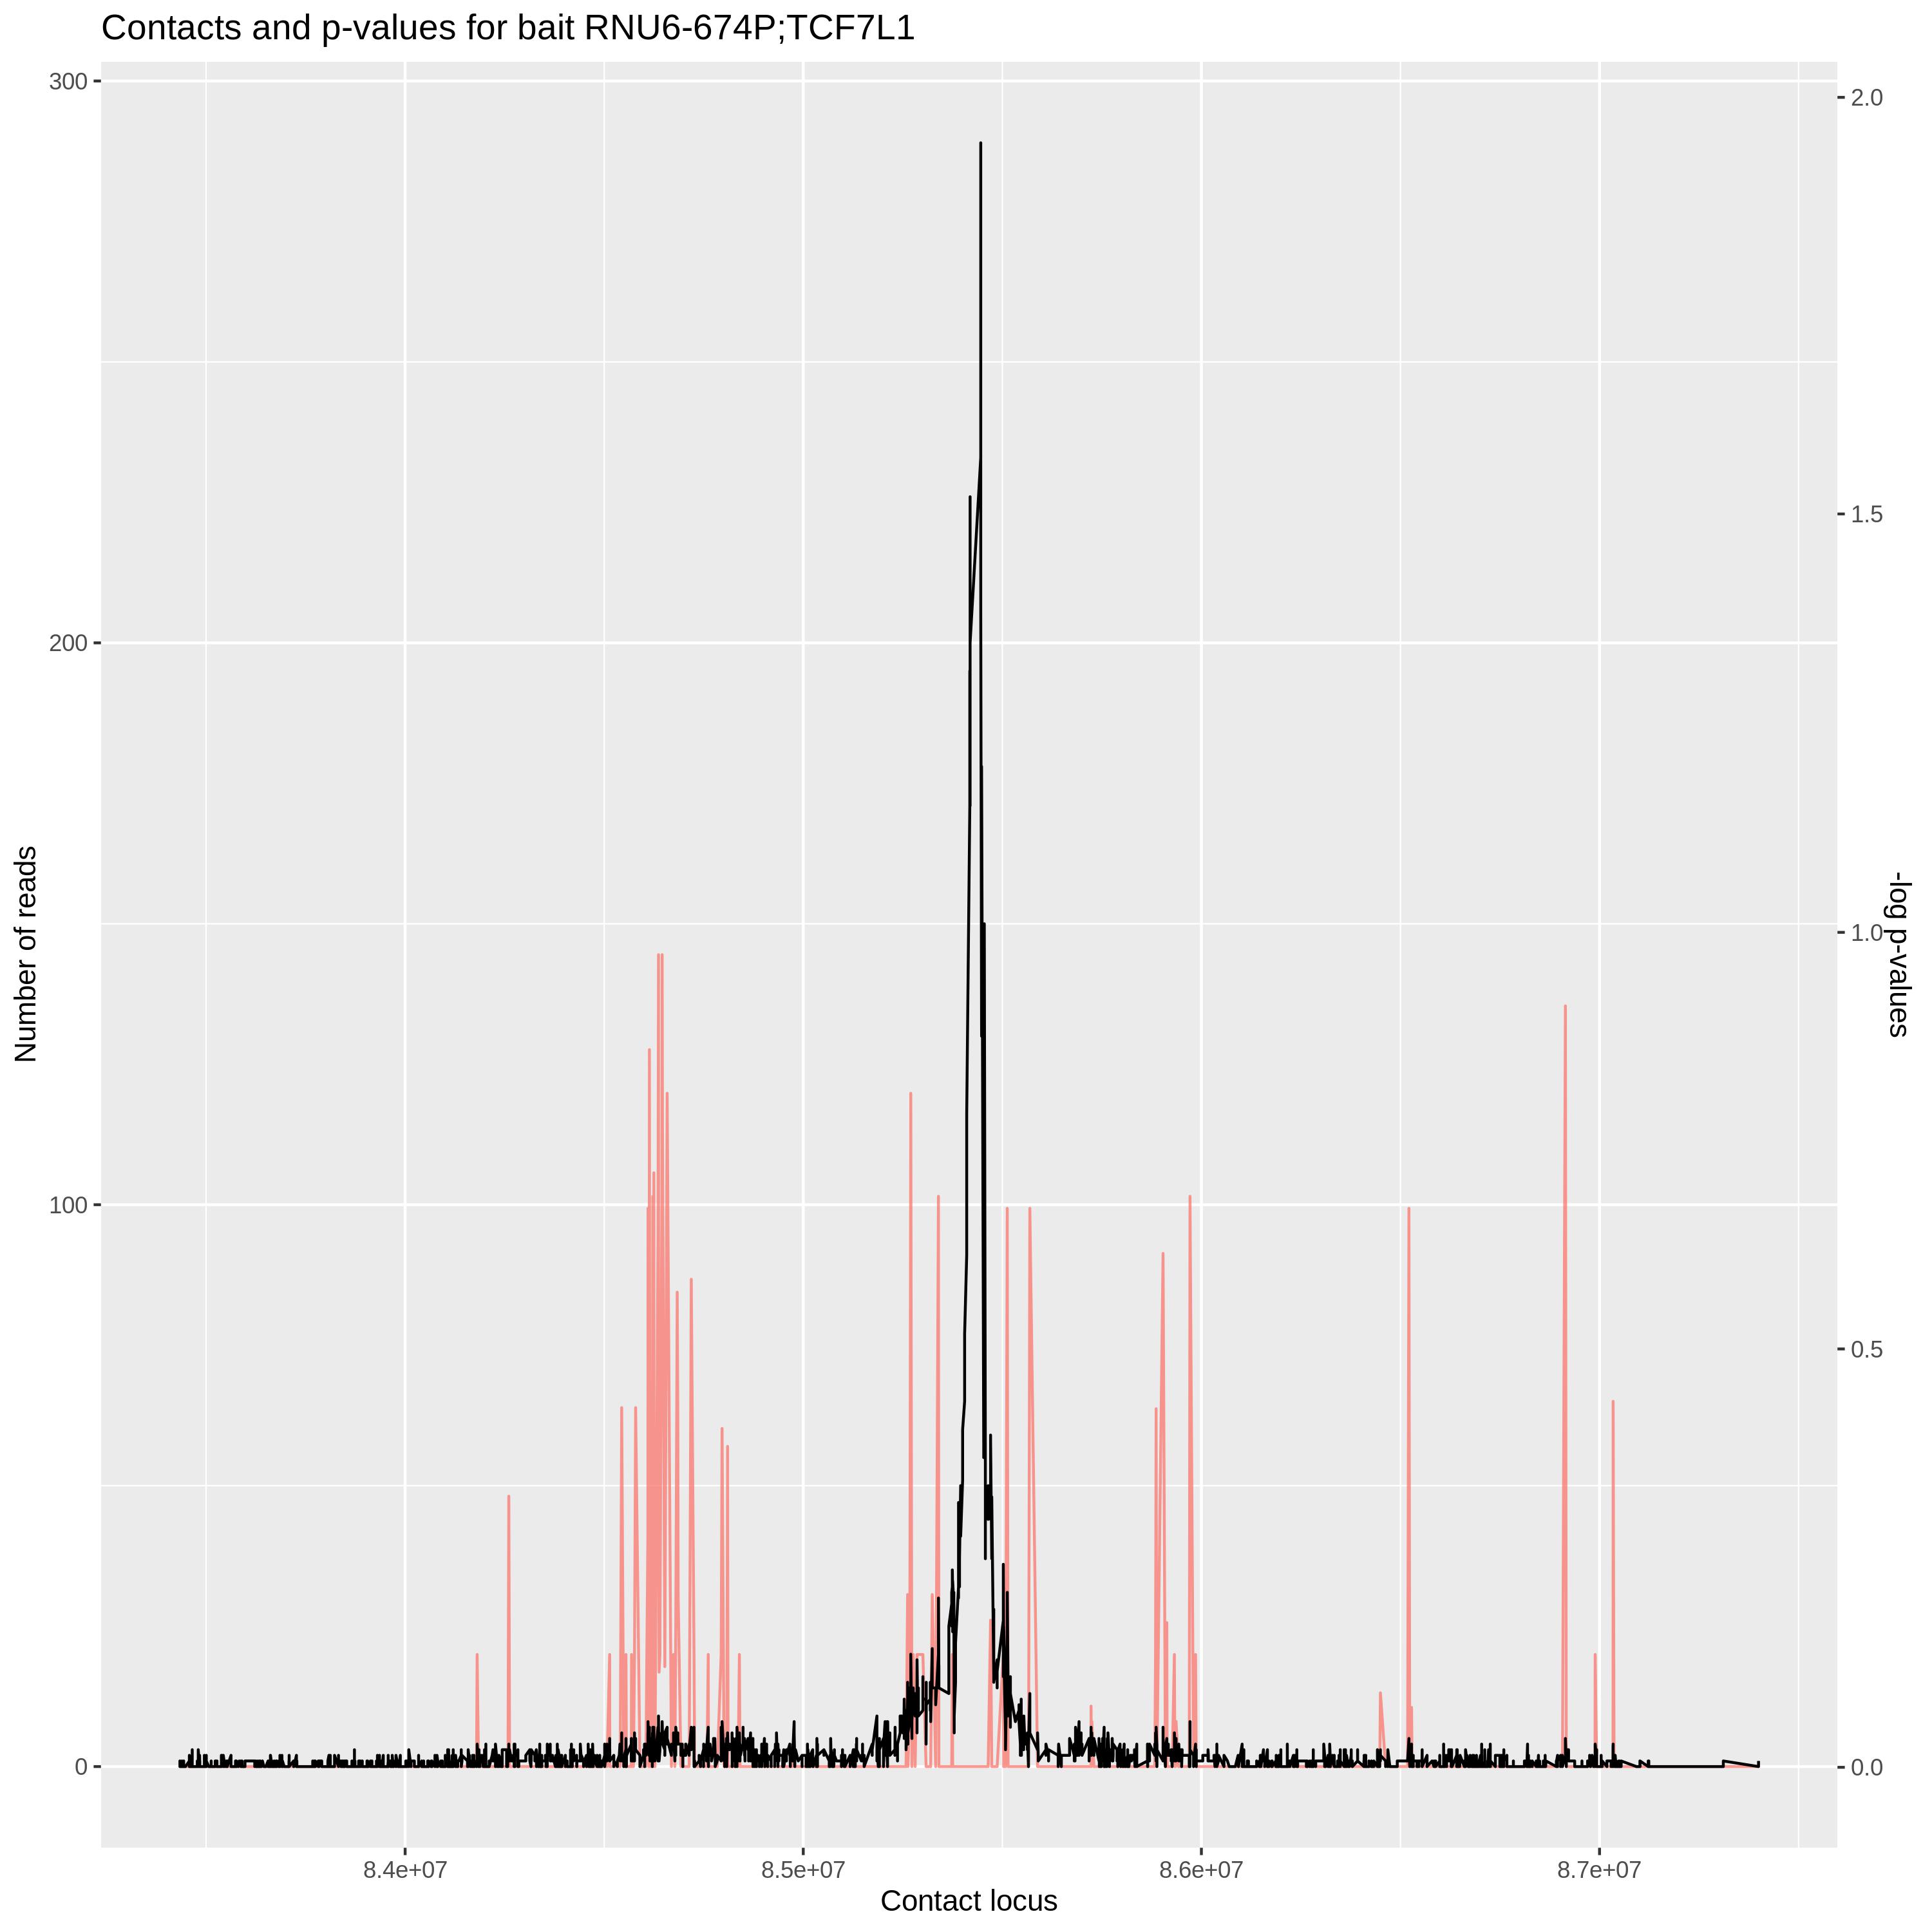 Contacts and p-values for bait RNU6-674P;TCF7L1
300
200
100
0
Number of reads
2.0
1.5
1.0
0.5
0.0
-log p-values
8.4e+07
8.5e+07
8.6e+07
8.7e+07
Contact locus